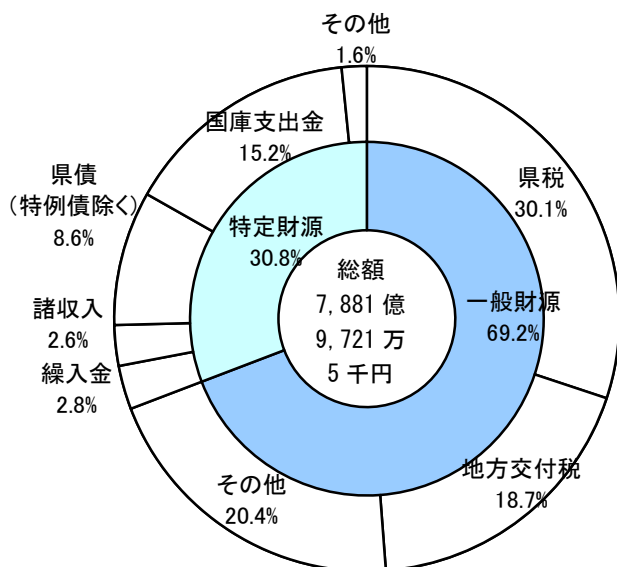 その他
1.6%
国庫支出金
15.2%
県税
30.1%
県債
（特例債除く）
8.6%
特定財源
30.8%
総額
7,881 億
9,721 万
5 千円
一般財源
69.2%
諸収入
2.6%
繰入金
2.8%
その他
20.4%
地方交付税
18.7%